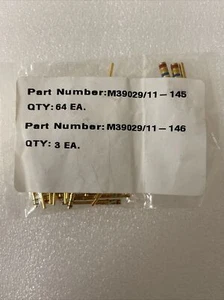 Part Number:M39029/11-145
QTY: 64 EA.
Part Number:M39029/11-146
QTY: 3 EA.